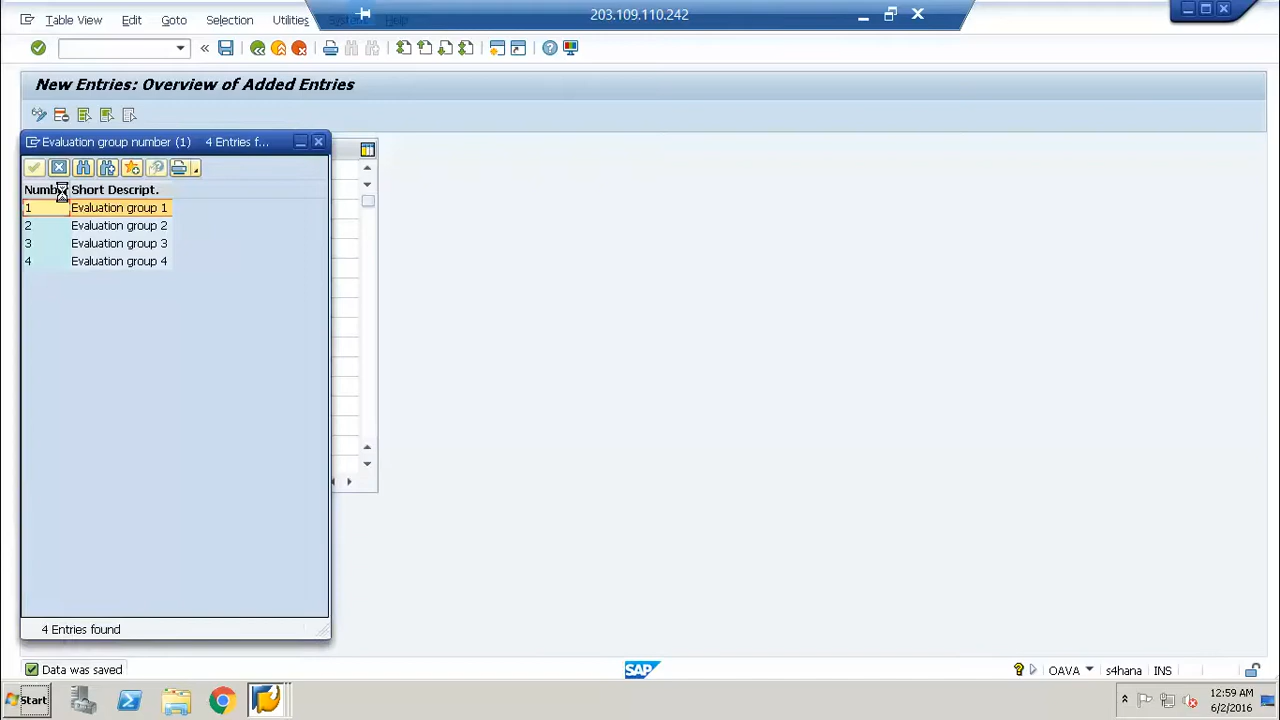 Table View Edit Goto Selection Utilities System Help
203.109.110.242
New Entries: Overview of Added Entries
Evaluation group number (1) 4 Entries f...
Short Descript.
1 Evaluation group 1
2 Evaluation group 2
3 Evaluation group 3
4 Evaluation group 4
4 Entries found
Data was saved
SAP
OAVA
s4hana
INS
Start
12:59 AM
6/2/2016